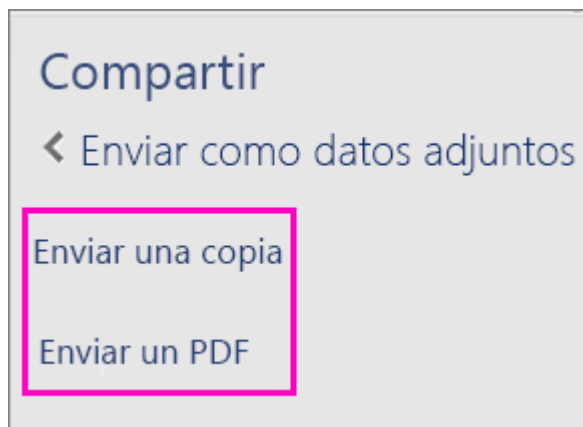 Compartir
Enviar como datos adjuntos
Enviar una copia
Enviar un PDF